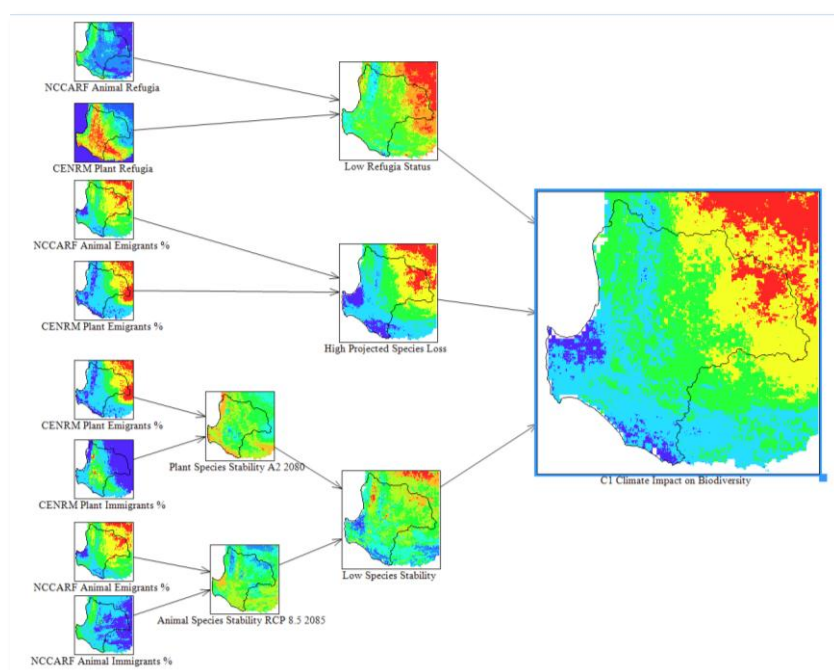 NCCARF Animal Refugia
CENRM Plant Refugia
Low Refugia Status
NCCARF Animal Emigrants %
CENRM Plant Emigrants %
High Projected Species Loss
CENRM Plant Emigrants %
Plant Species Stability A2 2080
CENRM Plant Immigrants %
C1 Climate Impact on Biodiversity
Low Species Stability
NCCARF Animal Emigrants %
Animal Species Stability RCP 8.5 2085
NCCARF Animal Immigrants %